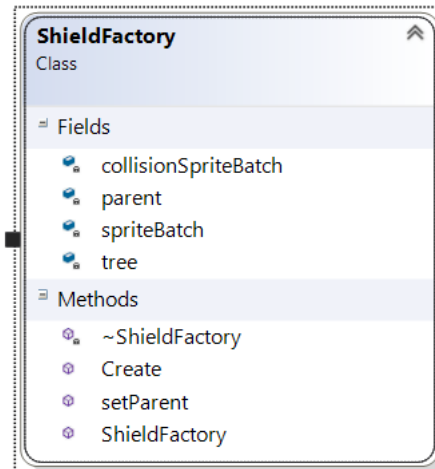 ShieldFactory
Class
Fields
collisionSpriteBatch
parent
spriteBatch
tree
Methods
~ShieldFactory
Create
setParent
ShieldFactory